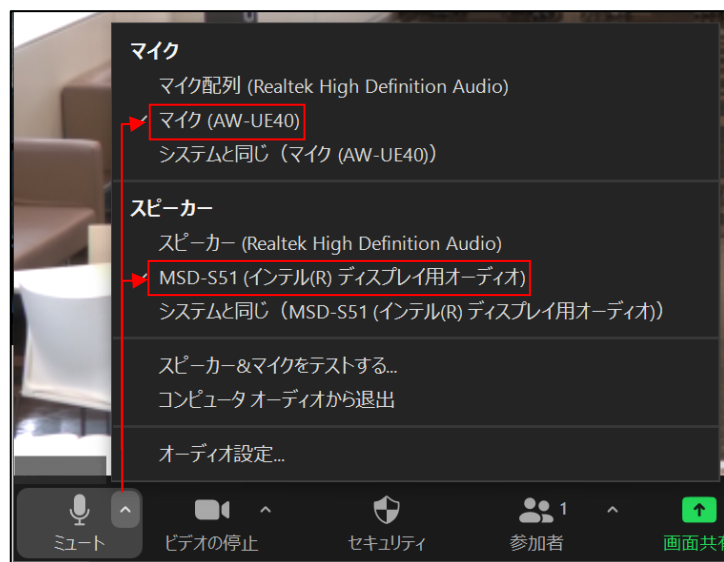 マイク
マイク配列 (Realtek High Definition Audio)
マイク (AW-UE40)
システムと同じ（マイク (AW-UE40)）
スピーカー
スピーカー (Realtek High Definition Audio)
MSD-S51 (インテル(R) ディスプレイ用オーディオ)
システムと同じ（MSD-S51 (インテル(R) ディスプレイ用オーディオ)）
スピーカー&マイクをテストする...
コンピュータ オーディオから退出
オーディオ設定...
1
ミュート ビデオの停止 セキュリティ 参加者 画面共